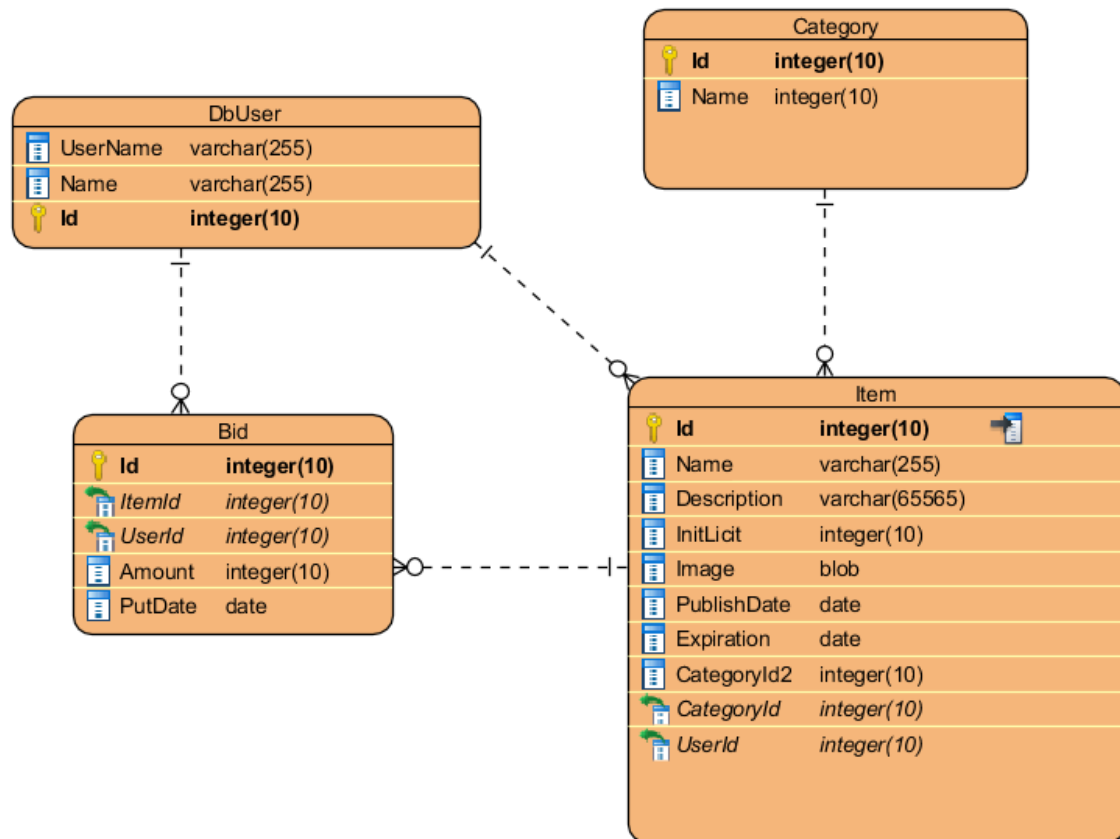 Category
Id integer(10)
Name integer(10)
DbUser
UserName varchar(255)
Name varchar(255)
Id integer(10)
Bid
Id integer(10)
ItemId integer(10)
UserId integer(10)
Amount integer(10)
PutDate date
Item
Id integer(10)
Name varchar(255)
Description varchar(65565)
InitLicit integer(10)
Image blob
PublishDate date
Expiration date
CategoryId2 integer(10)
CategoryId integer(10)
UserId integer(10)